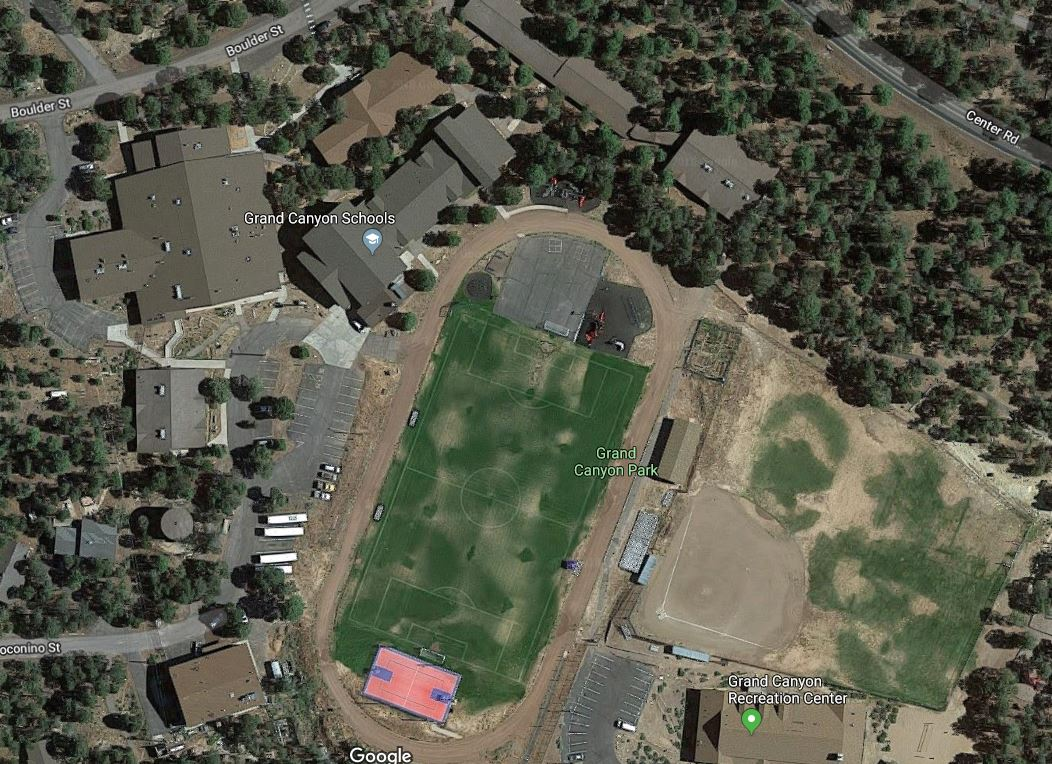 Boulder St
Boulder St
Center Rd
Grand Canyon Schools
Grand
Canyon Park
oconino St
Grand Canyon
Recreation Center
Google